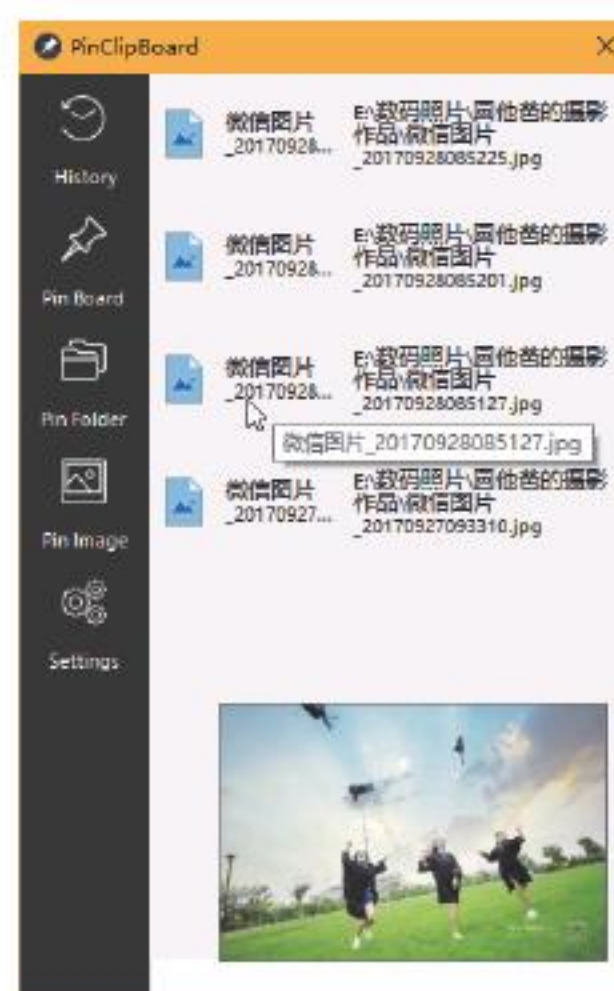 PinClipBoard
History
Pin Board
Pin Folder
Pin Image
Settings
微信图片
_20170928...
E:\数码照片\网他爸的摄影
作品\微信图片
_20170928085225.jpg
微信图片
_20170928...
E:\数码照片\网他爸的摄影
作品\微信图片
_20170928085201.jpg
微信图片
_20170928...
E:\数码照片\网他爸的摄影
作品\微信图片
_20170928085127.jpg
微信图片_20170928085127.jpg
微信图片
_20170927...
E:\数码照片\网他爸的摄影
作品\微信图片
_20170927093310.jpg